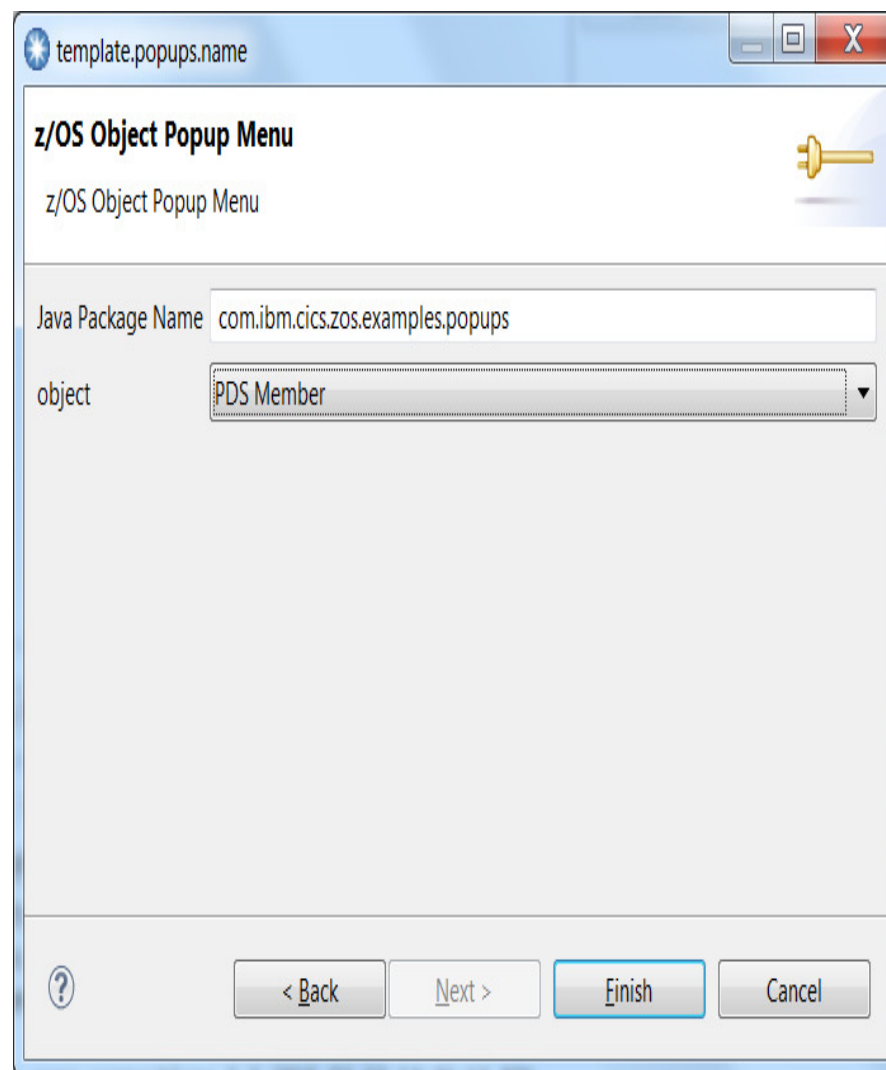 template.popups.name
z/OS Object Popup Menu
z/OS Object Popup Menu
Java Package Name com.ibm.cics.zos.examples.popups
object PDS Member
? < Back Next > Finish Cancel